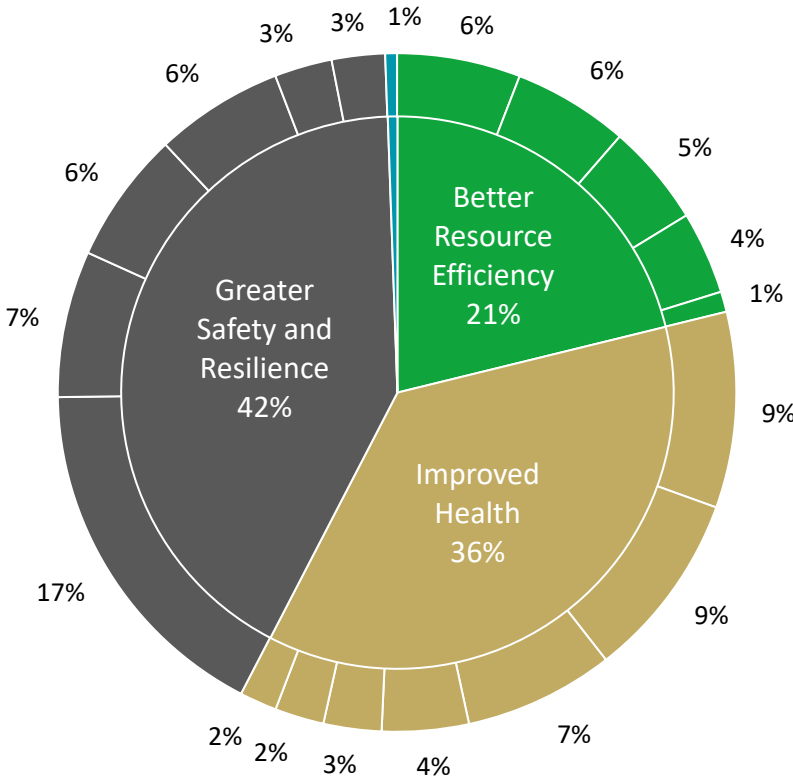 1%
6%
6%
5%
4%
1%
9%
9%
7%
4%
3%
2%
2%
17%
7%
6%
6%
3%
3%
Better
Resource
Efficiency
21%
Improved
Health
36%
Greater
Safety and
Resilience
42%